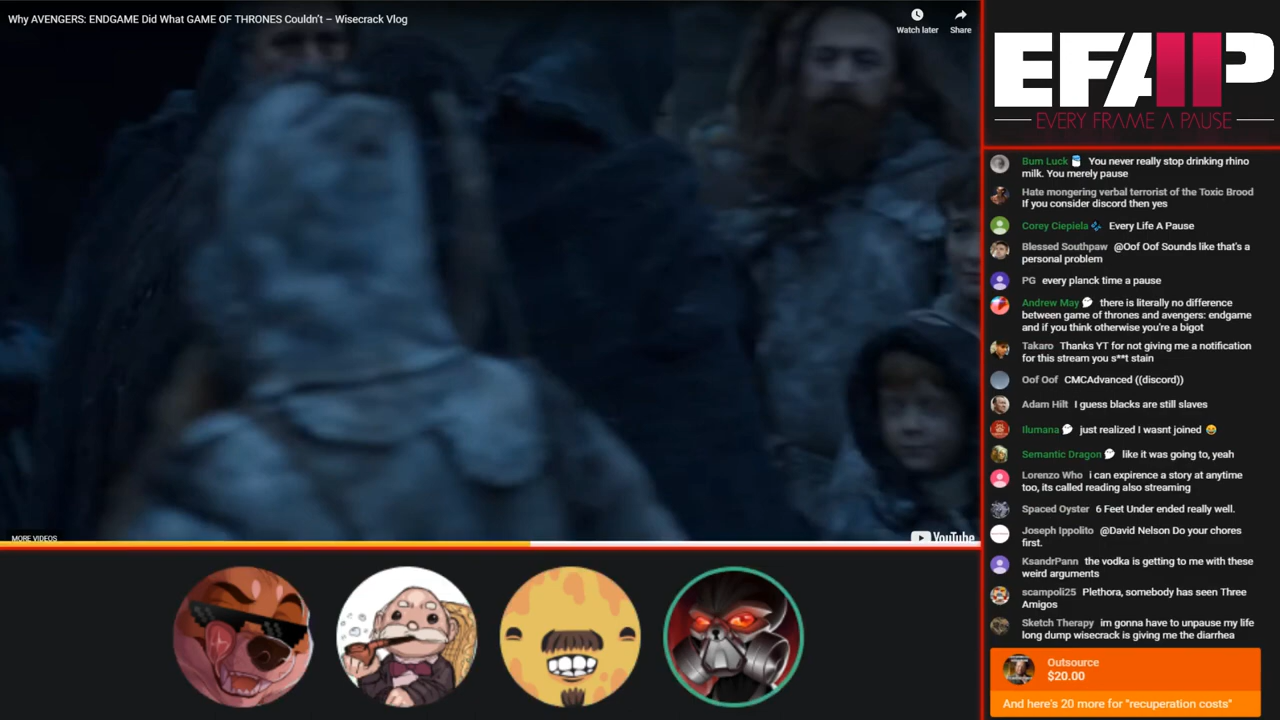 Why AVENGERS: ENDGAME Did What GAME OF THRONES Couldn't – Wisecrack Vlog
Watch later
Share
MORE VIDEOS
YouTube
EFAP
EVERY FRAME A PAUSE
Bum Luck You never really stop drinking rhino
milk. You merely pause
Hate mongering verbal terrorist of the Toxic Brood
If you consider discord then yes
Corey Ciepiela Every Life A Pause
Blessed Southpaw @Oof Oof Sounds like that's a
personal problem
PG every planck time a pause
Andrew May there is literally no difference
between game of thrones and avengers: endgame
and if you think otherwise you're a bigot
Takaro Thanks YT for not giving me a notification
for this stream you s**t stain
Oof Oof CMCAdvanced ((discord))
Adam Hilt I guess blacks are still slaves
Ilumana just realized I wasnt joined 😂
Semantic Dragon like it was going to, yeah
Lorenzo Who i can expirence a story at anytime
too, its called reading also streaming
Spaced Oyster 6 Feet Under ended really well.
Joseph Ippolito @David Nelson Do your chores
first.
KsandrPann the vodka is getting to me with these
weird arguments
scampoli25 Plethora, somebody has seen Three
Amigos
Sketch Therapy im gonna have to unpause my life
long dump wisecrack is giving me the diarrhea
Outsource
$20.00
And here's 20 more for "recuperation costs"